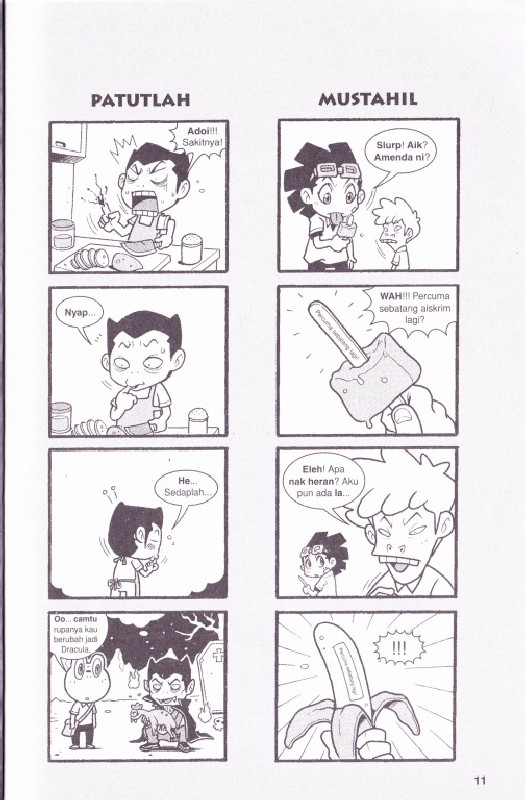 PATUTLAH
Adoi!!!
Sakitnya!
Nyap...
He...
Sedaplah...
Oo... camtu
rupanya kau
berubah jadi
Dracula.
MUSTAHIL
Slurp! Aik?
Amenda ni?
WAH!!! Percuma
sebatang aiskrim
lagi?
Percuma sebatang lagi!
Eleh! Apa
nak heran? Aku
pun ada la...
Percuma sebatang lagi!
!!!
11